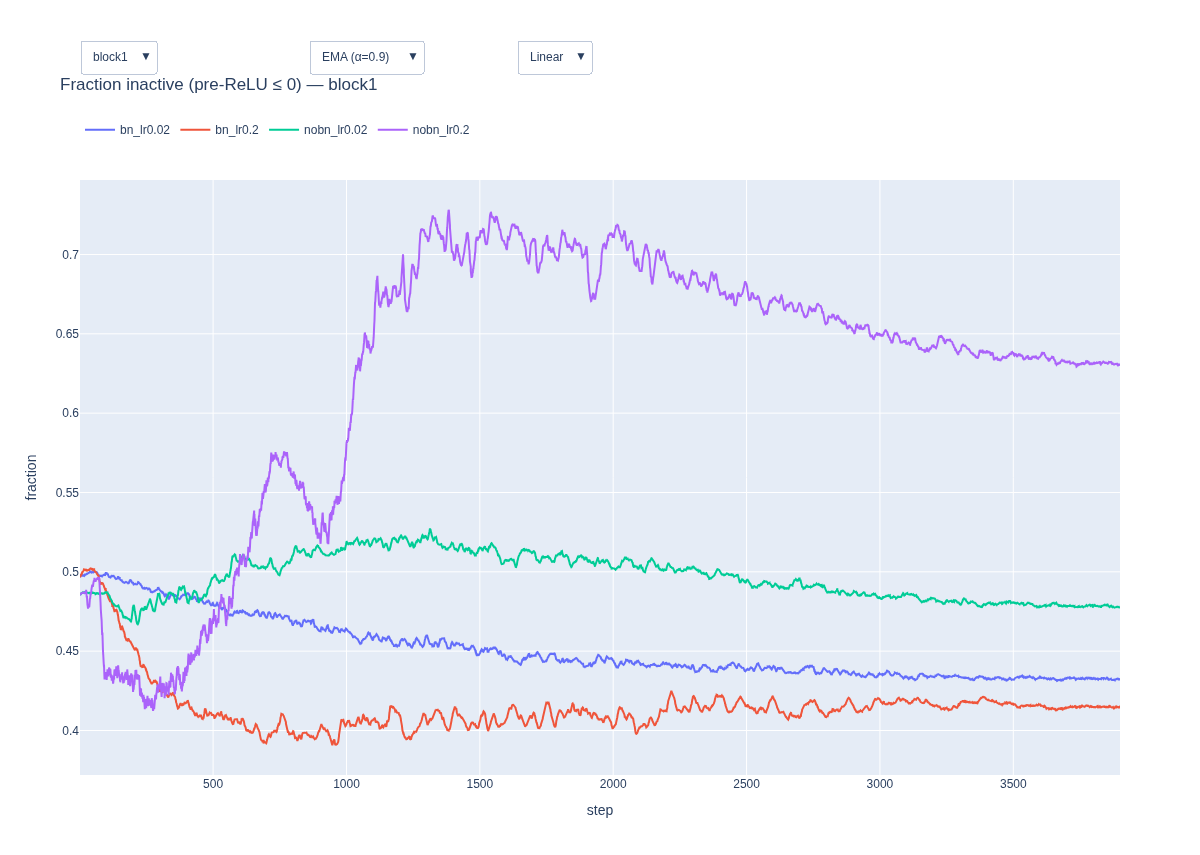 block1 ▼ EMA (α=0.9) ▼ Linear ▼
Fraction inactive (pre-ReLU ≤ 0) — block1
bn_lr0.02 bn_lr0.2 nobn_lr0.02 nobn_lr0.2
0.7
0.65
0.6
0.55
0.5
0.45
0.4
fraction
500 1000 1500 2000 2500 3000 3500
step